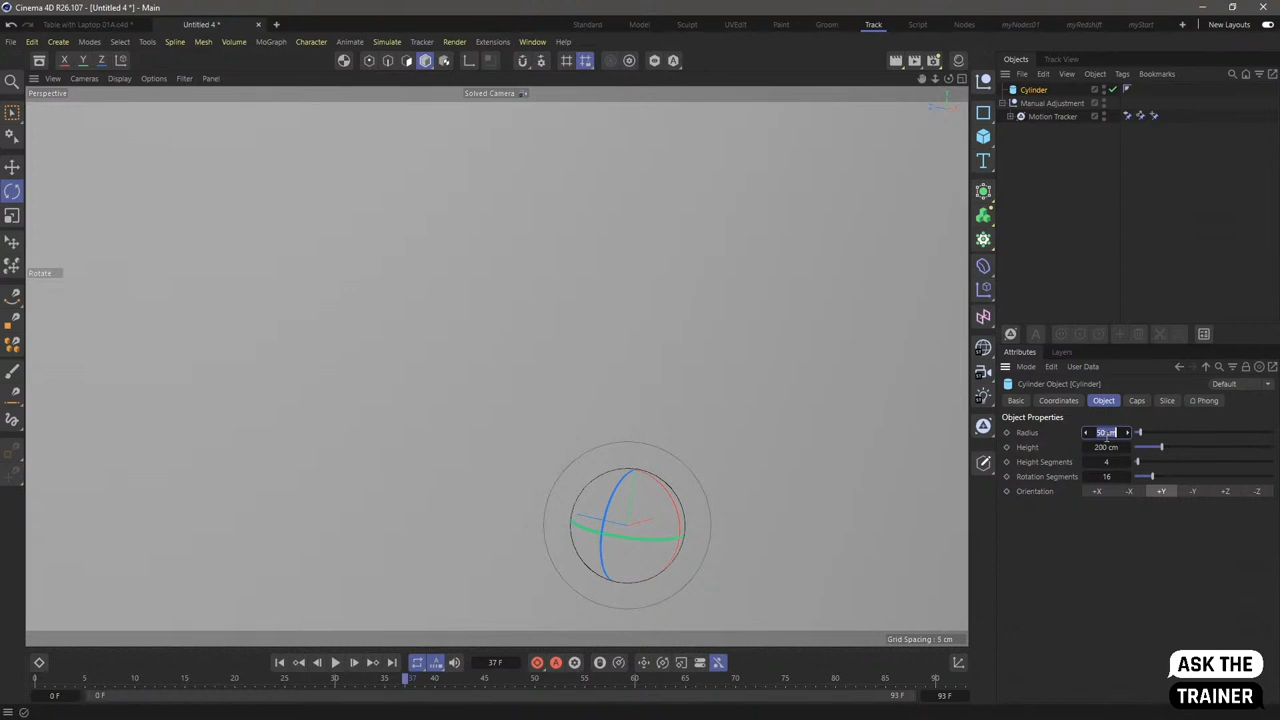 Cinema 4D R26.107 - [Untitled 4 *] - Main
Table with Laptop 01A.c4d *
Untitled 4 *
Standard Model Sculpt UVEdit Paint Groom Track Script Nodes myNodes01 myRedshift myStart New Layouts
File Edit Create Modes Select Tools Spline Mesh Volume MoGraph Character Animate Simulate Tracker Render Extensions Window Help
X Y Z
View Cameras Display Options Filter Panel
Perspective
Solved Camera
Rotate
Grid Spacing : 5 cm
Objects Track View
File Edit View Object Tags Bookmarks
Cylinder
Manual Adjustment
Motion Tracker
Attributes Layers
Mode Edit User Data
Cylinder Object [Cylinder]
Default
Basic Coordinates Object Caps Slice Phong
Object Properties
Radius
Height 200 cm
Height Segments 4
Rotation Segments 16
Orientation +X -X +Y -Y +Z -Z
37 F
0 5 10 15 20 25 30 35 37 40 45 50 55 60 65 70 75 80 85 90
0 F 0 F 93 F 93 F
ASK THE
TRAINER